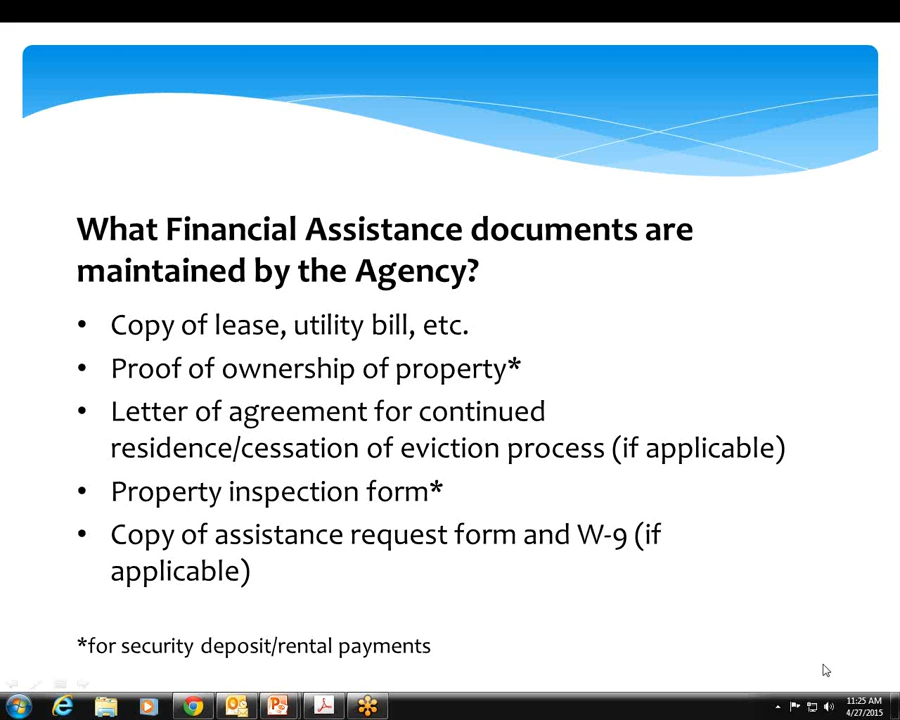 What Financial Assistance documents are
maintained by the Agency?
• Copy of lease, utility bill, etc.
• Proof of ownership of property*
• Letter of agreement for continued
residence/cessation of eviction process (if applicable)
• Property inspection form*
• Copy of assistance request form and W-9 (if
applicable)
*for security deposit/rental payments
11:25 AM
4/27/2015